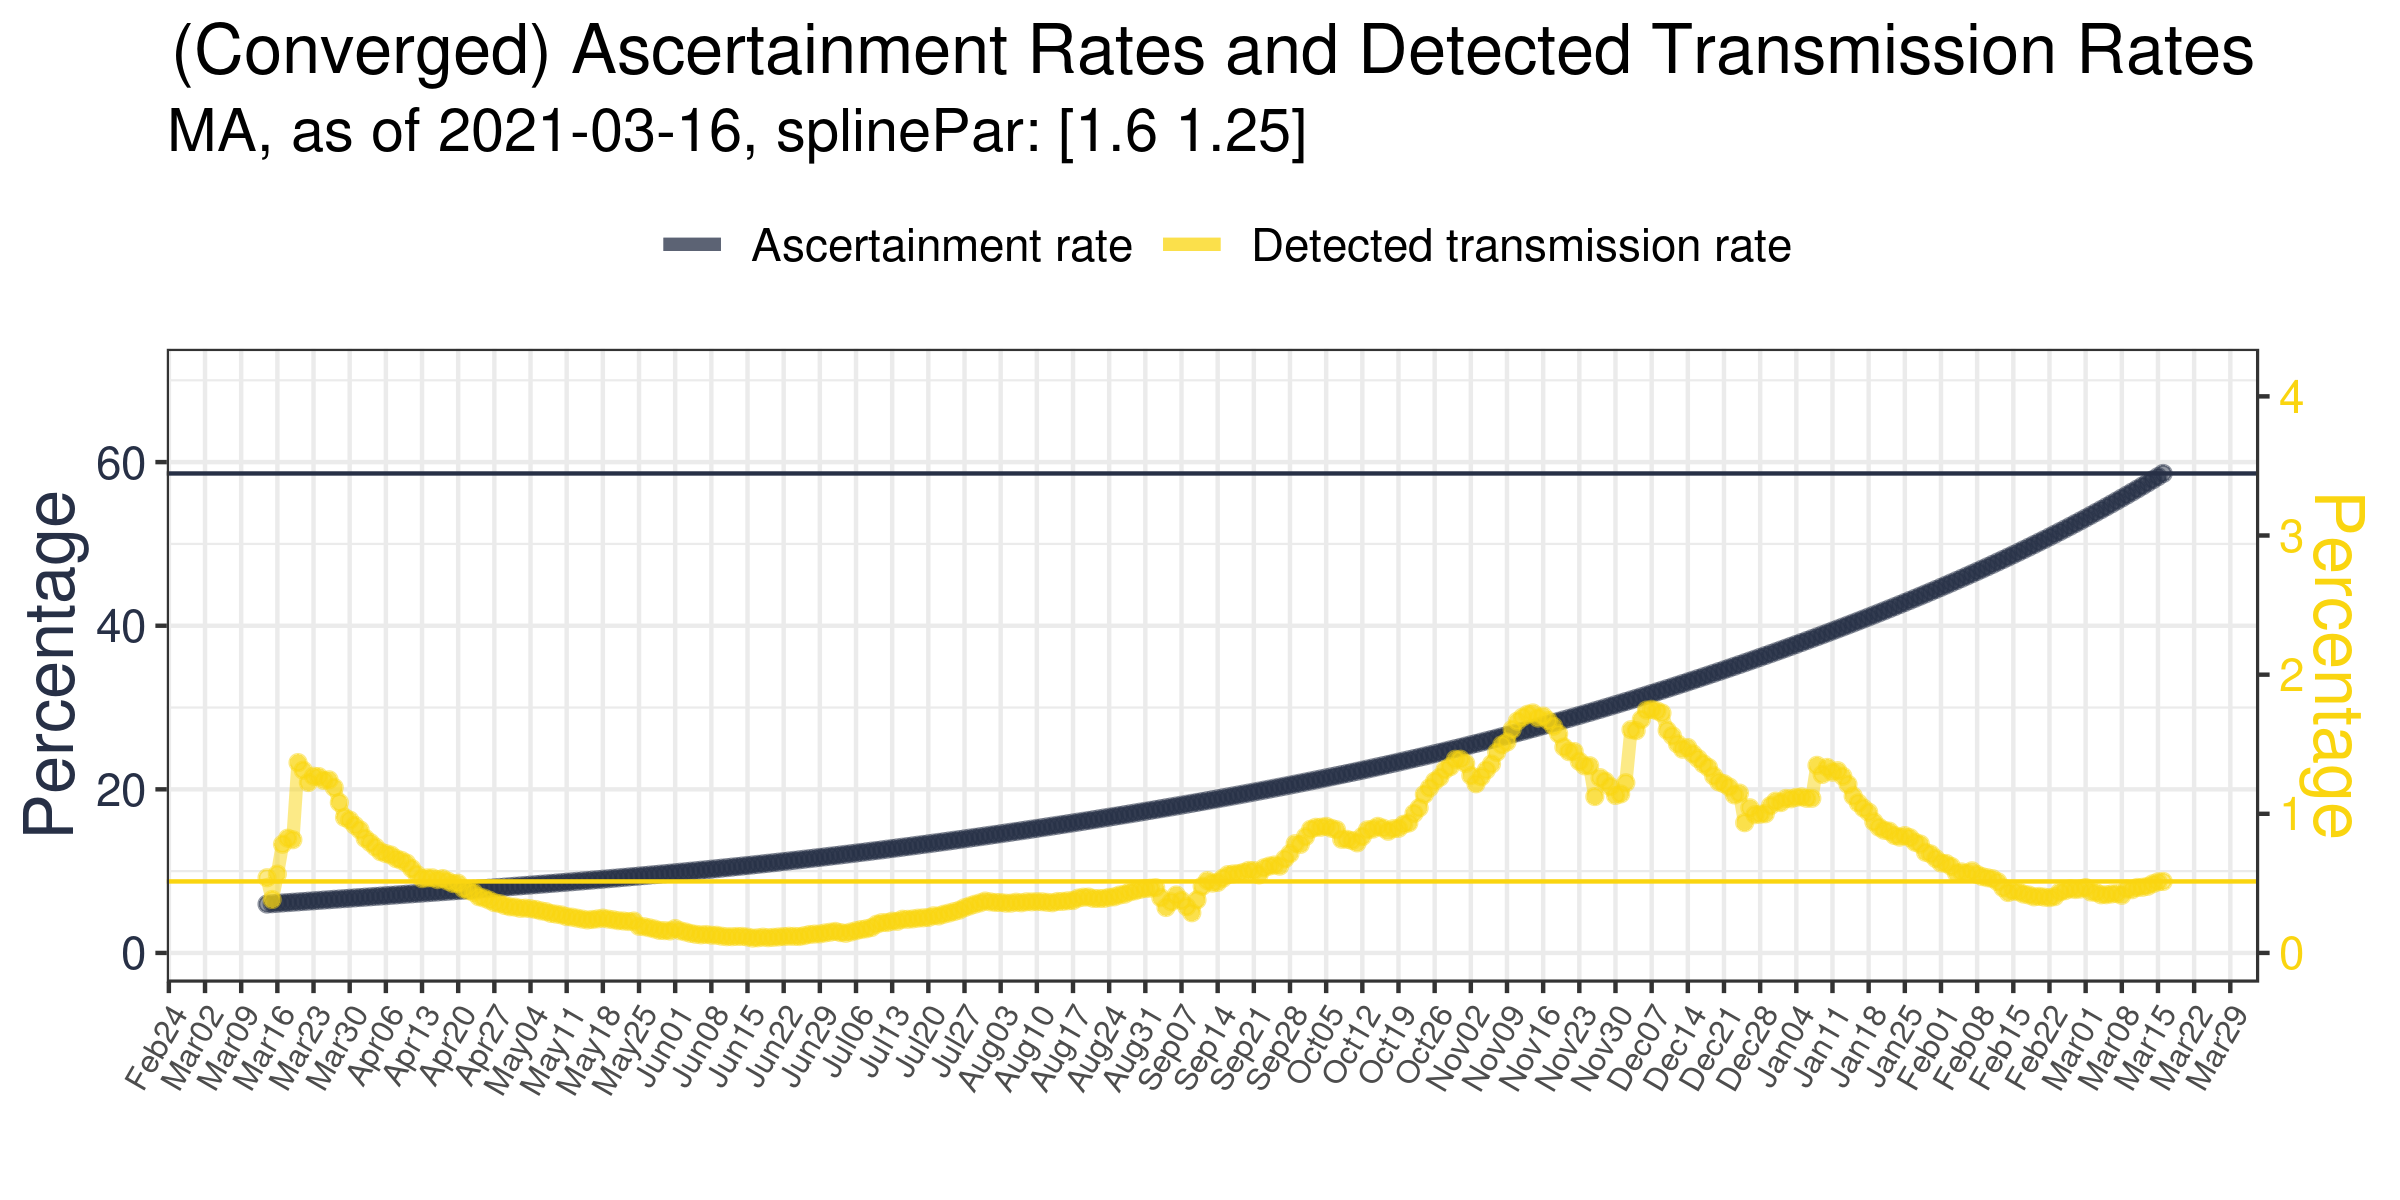 (Converged) Ascertainment Rates and Detected Transmission Rates
MA, as of 2021-03-16, splinePar: [1.6 1.25]
Ascertainment rate Detected transmission rate
Percentage
60
40
20
0
4
3
2
1
0
Percentage
Feb24 Mar02 Mar09 Mar16 Mar23 Mar30 Apr06 Apr13 Apr20 Apr27 May04 May11 May18 May25 Jun01 Jun08 Jun15 Jun22 Jun29 Jul06 Jul13 Jul20 Jul27 Aug03 Aug10 Aug17 Aug24 Aug31 Sep07 Sep14 Sep21 Sep28 Oct05 Oct12 Oct19 Oct26 Nov02 Nov09 Nov16 Nov23 Nov30 Dec07 Dec14 Dec21 Dec28 Jan04 Jan11 Jan18 Jan25 Feb01 Feb08 Feb15 Feb22 Mar01 Mar08 Mar15 Mar22 Mar29